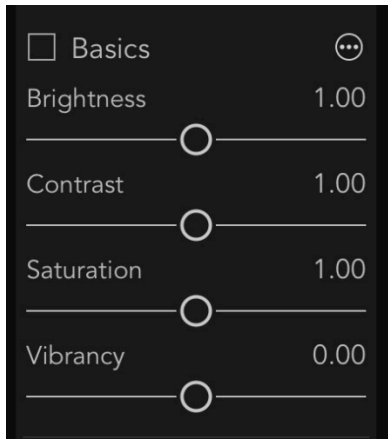 Basics
Brightness 1.00
Contrast 1.00
Saturation 1.00
Vibrancy 0.00